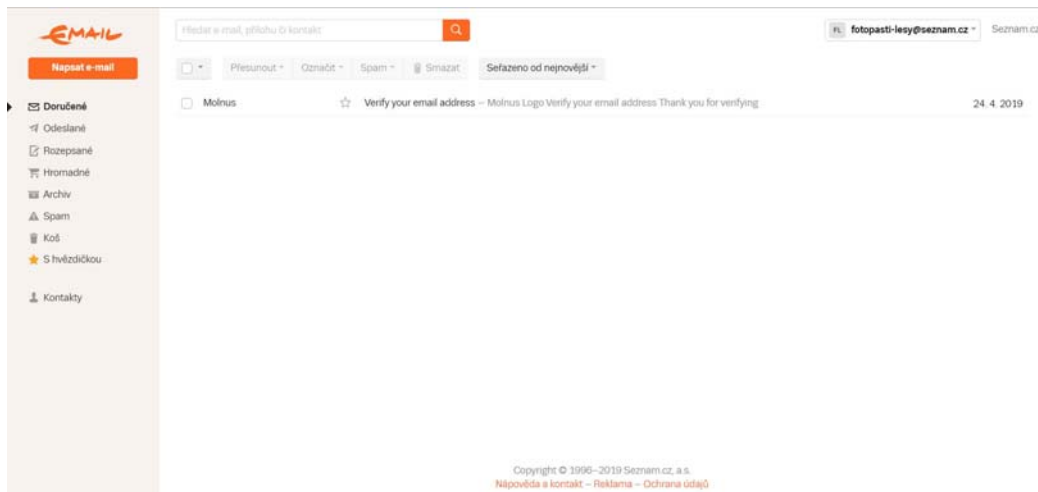 EMAIL
Hledat e-mail, přílohu či kontakt
FL fotopasti-lesy@seznam.cz
Seznam.cz
Napsat e-mail
Přesunout Označit Spam Smazat Seřazeno od nejnovější
Doručené
Molnus Verify your email address – Molnus Logo Verify your email address Thank you for verifying 24. 4. 2019
Odeslané
Rozepsané
Hromadné
Archiv
Spam
Koš
S hvězdičkou
Kontakty
Copyright © 1996–2019 Seznam.cz, a.s.
Nápověda a kontakt – Reklama – Ochrana údajů